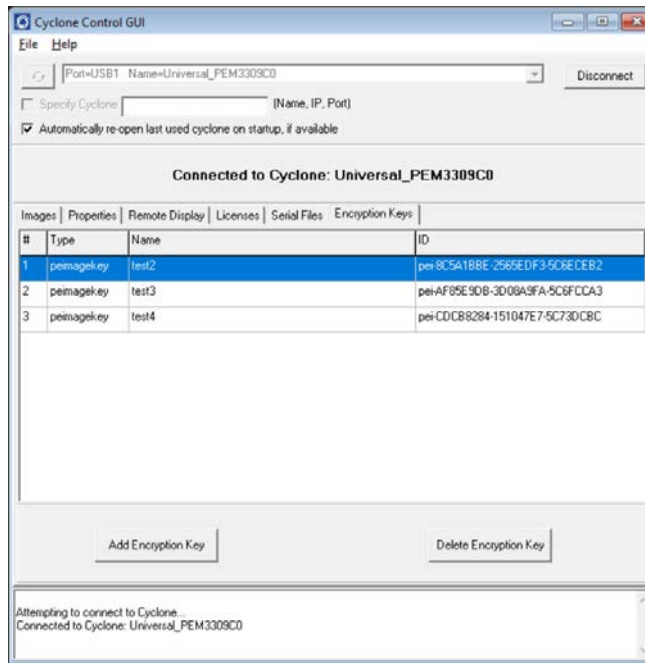 Cyclone Control GUI
File Help
Port=USB1 Name=Universal_PEM3309C0
Disconnect
Specify Cyclone (Name, IP, Port)
Automatically re-open last used cyclone on startup, if available
Connected to Cyclone: Universal_PEM3309C0
Images Properties Remote Display Licenses Serial Files Encryption Keys
# Type Name ID
1 peimagekey test2 pei-8C5A1BBE-2565EDF3-5C6ECEB2
2 peimagekey test3 pei-AF85E9DB-3D08A9FA-5C6FCCA3
3 peimagekey test4 pei-CDCB8284-151047E7-5C73DCBC
Add Encryption Key Delete Encryption Key
Attempting to connect to Cyclone...
Connected to Cyclone: Universal_PEM3309C0